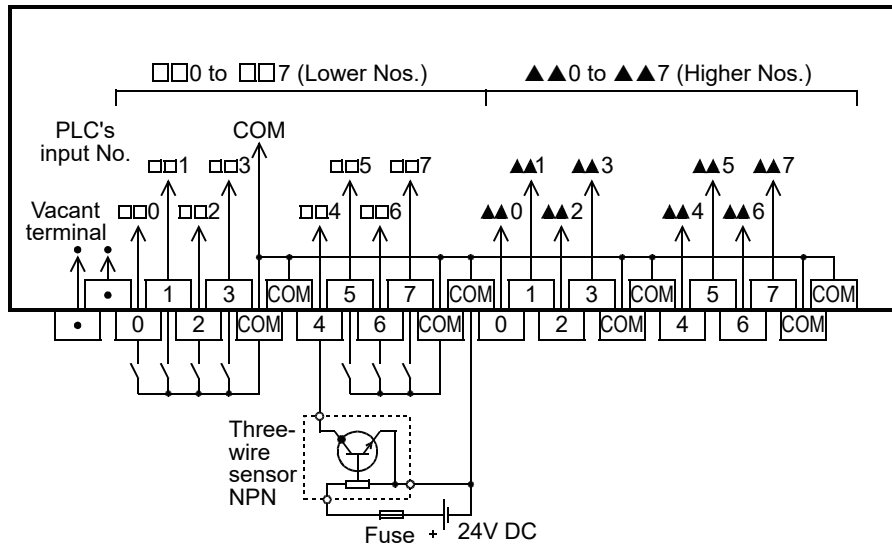 □□0 to □□7 (Lower Nos.) ▲▲0 to ▲▲7 (Higher Nos.)
PLC's
input No.
COM
□□1 □□3 □□5 □□7 ▲▲1 ▲▲3 ▲▲5 ▲▲7
Vacant
terminal
□□0 □□2 □□4 □□6 ▲▲0 ▲▲2 ▲▲4 ▲▲6
1 3 COM 5 7 COM 1 3 COM 5 7 COM
0 2 COM 4 6 COM 0 2 COM 4 6 COM
Three-
wire
sensor
NPN
Fuse + 24V DC